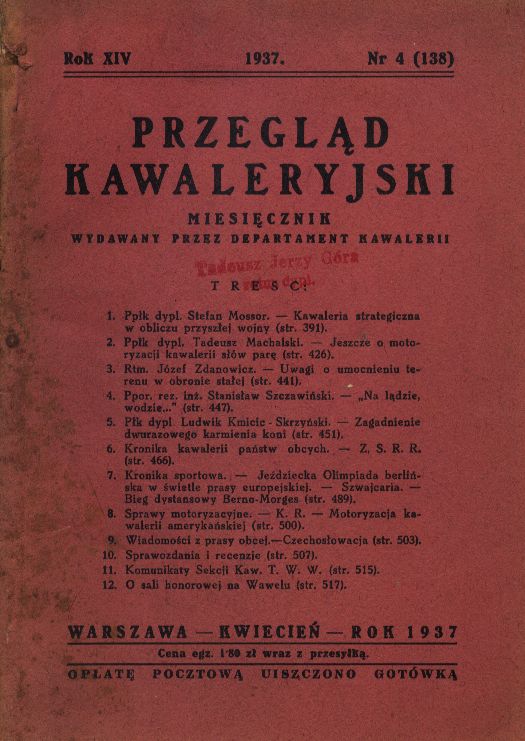 Rok XIV 1937. Nr 4 (138)
PRZEGLĄD
KAWALERYJSKI
MIESIĘCZNIK
WYDAWANY PRZEZ DEPARTAMENT KAWALERII
Tadeusz Jerzy Góra
dypl.
TREŚĆ:
1. Ppłk dypl. Stefan Mossor. — Kawaleria strategiczna
w obliczu przyszłej wojny (str. 391).
2. Ppłk dypl. Tadeusz Machalski. — Jeszcze o moto-
ryzacji kawalerii słów parę (str. 426).
3. Rtm. Józef Zdanowicz. — Uwagi o umocnieniu te-
renu w obronie stałej (str. 441).
4. Ppor. rez. inż. Stanisław Szczawiński. — „Na lądzie,
wodzie..." (str. 447).
5. Płk dypl Ludwik Kmicic - Skrzyński. — Zagadnienie
dwurazowego karmienia koni (str. 451).
6. Kronika kawalerii państw obcych. — Z. S. R. R.
(str. 466).
7. Kronika sportowa. — Jeździecka Olimpiada berliń-
ska w świetle prasy europejskiej. — Szwajcaria. —
Bieg dystansowy Berno-Morges (str. 489).
8. Sprawy motoryzacyjne. — K. R. — Motoryzacja ka-
walerii amerykańskiej (str. 500).
9. Wiadomości z prasy obcej.—Czechosłowacja (str. 503).
10. Sprawozdania i recenzje (str. 507).
11. Komunikaty Sekcji Kaw. T. W. W. (str. 515).
12. O sali honorowej na Wawelu (str. 517).
WARSZAWA — KWIECIEŃ — ROK 1937
Cena egz. 1·80 zł wraz z przesyłką.
OPŁATĘ POCZTOWĄ UISZCZONO GOTÓWKĄ